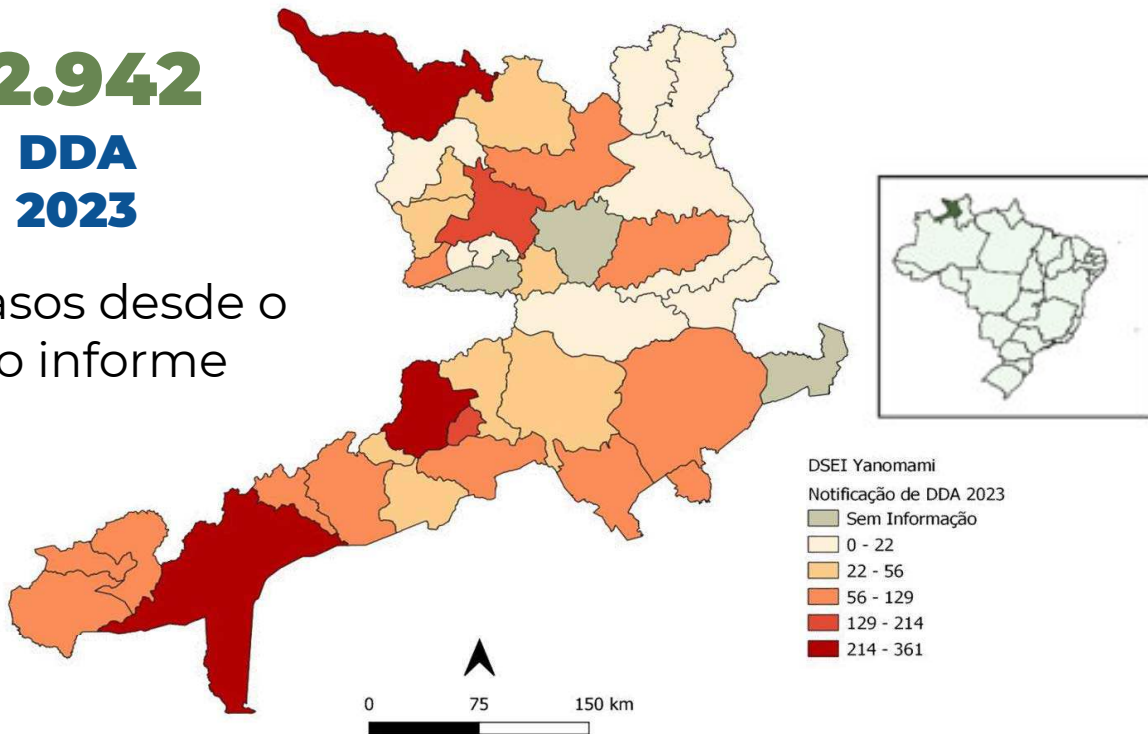 2.942
DDA
2023
asos desde o
o informe
DSEI Yanomami
Notificação de DDA 2023
Sem Informação
0 - 22
22 - 56
56 - 129
129 - 214
214 - 361
0 75 150 km